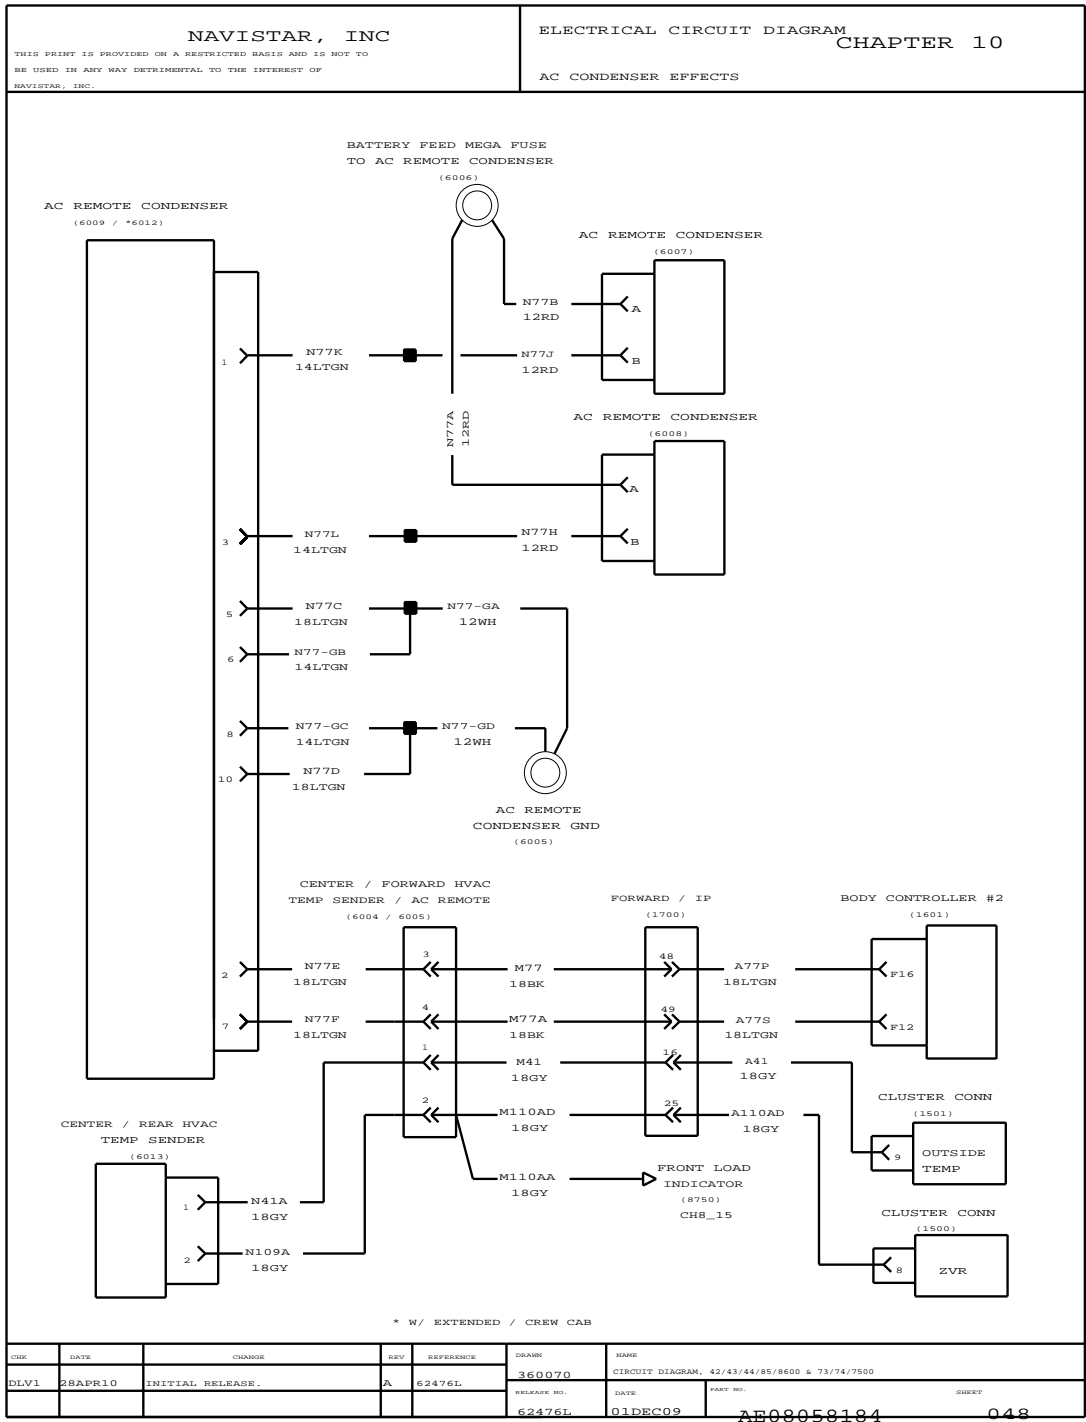 NAVISTAR, INC
THIS PRINT IS PROVIDED ON A RESTRICTED BASIS AND IS NOT TO
BE USED IN ANY WAY DETRIMENTAL TO THE INTEREST OF
NAVISTAR, INC.
ELECTRICAL CIRCUIT DIAGRAM
CHAPTER 10
AC CONDENSER EFFECTS
BATTERY FEED MEGA FUSE
TO AC REMOTE CONDENSER
(6006)
AC REMOTE CONDENSER
(6009 / *6012)
AC REMOTE CONDENSER
(6007)
N77B
12RD
A
1
N77K
14LTGN
N77J
12RD
B
N77A
12RD
AC REMOTE CONDENSER
(6008)
A
3
N77L
14LTGN
N77H
12RD
B
5
N77C
18LTGN
N77-GA
12WH
6
N77-GB
14LTGN
8
N77-GC
14LTGN
N77-GD
12WH
10
N77D
18LTGN
AC REMOTE
CONDENSER GND
(6005)
CENTER / FORWARD HVAC
TEMP SENDER / AC REMOTE
(6004 / 6005)
FORWARD / IP
(1700)
BODY CONTROLLER #2
(1601)
2
N77E
18LTGN
3
M77
18BK
48
A77P
18LTGN
F16
7
N77F
18LTGN
4
M77A
18BK
49
A77S
18LTGN
F12
1
M41
18GY
16
A41
18GY
2
M110AD
18GY
25
A110AD
18GY
CLUSTER CONN
(1501)
9
OUTSIDE
TEMP
CENTER / REAR HVAC
TEMP SENDER
(6013)
M110AA
18GY
FRONT LOAD
INDICATOR
(8750)
CH8_15
1
N41A
18GY
2
N109A
18GY
CLUSTER CONN
(1500)
8
ZVR
* W/ EXTENDED / CREW CAB
CHK DATE CHANGE REV REFERENCE
DLV1 28APR10 INITIAL RELEASE. A 62476L
DRAWN
360070
NAME
CIRCUIT DIAGRAM, 42/43/44/85/8600 & 73/74/7500
RELEASE NO.
62476L
DATE
01DEC09
PART NO.
AE08058184
SHEET
048